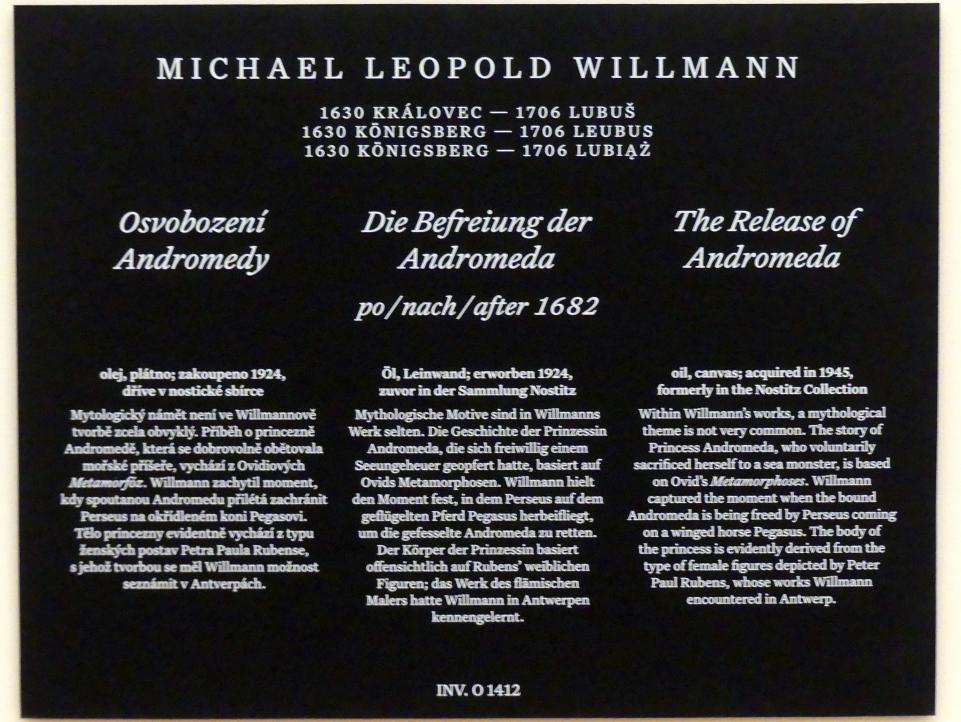 MICHAEL LEOPOLD WILLMANN
1630 KRÁLOVEC — 1706 LUBUŠ
1630 KÖNIGSBERG — 1706 LEUBUS
1630 KÖNIGSBERG — 1706 LUBIĄŻ
Osvobození
Andromedy
Die Befreiung der
Andromeda
The Release of
Andromeda
po/nach/after 1682
olej, plátno; zakoupeno 1924,
dříve v nostické sbírce
Mytologický námět není ve Willmannově
tvorbě zcela obvyklý. Příběh o princezně
Andromedě, která se dobrovolně obětovala
mořské příšeře, vychází z Ovidiových
Metamorfóz. Willmann zachytil moment,
kdy spoutanou Andromedu přilétá zachránit
Perseus na okřídleném koni Pegasovi.
Tělo princezny evidentně vychází z typu
ženských postav Petra Paula Rubense,
s jehož tvorbou se měl Willmann možnost
seznámit v Antverpách.
Öl, Leinwand; erworben 1924,
zuvor in der Sammlung Nostitz
Mythologische Motive sind in Willmanns
Werk selten. Die Geschichte der Prinzessin
Andromeda, die sich freiwillig einem
Seeungeheuer geopfert hatte, basiert auf
Ovids Metamorphosen. Willmann hielt
den Moment fest, in dem Perseus auf dem
geflügelten Pferd Pegasus herbeifliegt,
um die gefesselte Andromeda zu retten.
Der Körper der Prinzessin basiert
offensichtlich auf Rubens' weiblichen
Figuren; das Werk des flämischen
Malers hatte Willmann in Antwerpen
kennengelernt.
oil, canvas; acquired in 1945,
formerly in the Nostitz Collection
Within Willmann's works, a mythological
theme is not very common. The story of
Princess Andromeda, who voluntarily
sacrificed herself to a sea monster, is based
on Ovid's Metamorphoses. Willmann
captured the moment when the bound
Andromeda is being freed by Perseus coming
on a winged horse Pegasus. The body of
the princess is evidently derived from the
type of female figures depicted by Peter
Paul Rubens, whose works Willmann
encountered in Antwerp.
INV. O 1412